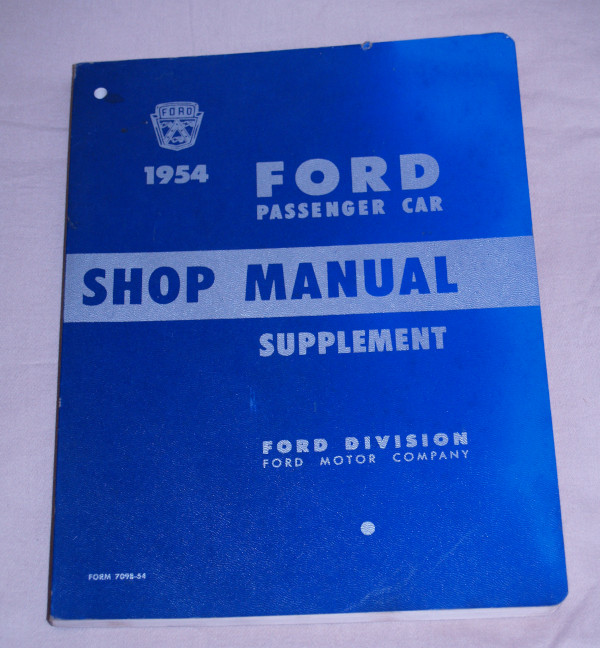 FORD
1954
FORD
PASSENGER CAR
SHOP MANUAL
SUPPLEMENT
FORD DIVISION
FORD MOTOR COMPANY
FORM 7098-54